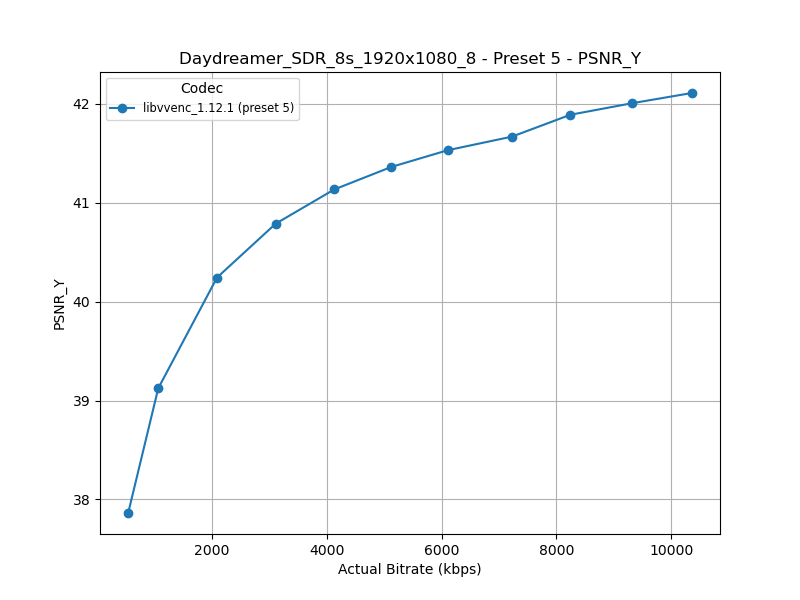 Daydreamer_SDR_8s_1920x1080_8 - Preset 5 - PSNR_Y
Codec
libvvenc_1.12.1 (preset 5)
42
41
40
39
38
PSNR_Y
2000 4000 6000 8000 10000
Actual Bitrate (kbps)